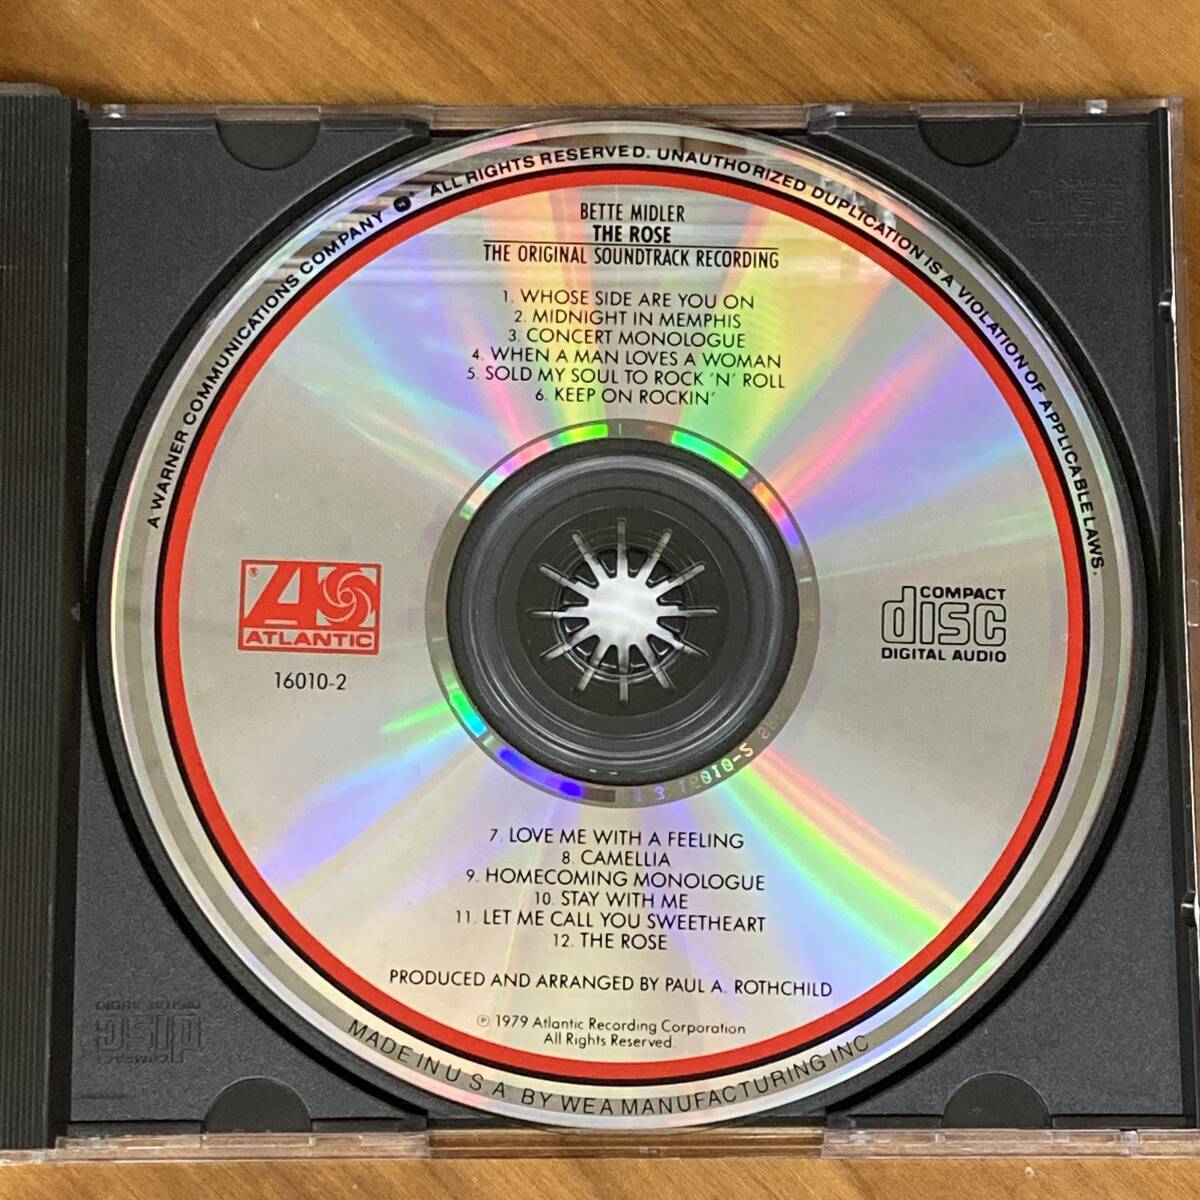 A WARNER COMMUNICATIONS COMPANY ® ALL RIGHTS RESERVED. UNAUTHORIZED DUPLICATION IS A VIOLATION OF APPLICABLE LAWS.
BETTE MIDLER
THE ROSE
THE ORIGINAL SOUNDTRACK RECORDING
1. WHOSE SIDE ARE YOU ON
2. MIDNIGHT IN MEMPHIS
3. CONCERT MONOLOGUE
4. WHEN A MAN LOVES A WOMAN
5. SOLD MY SOUL TO ROCK 'N' ROLL
6. KEEP ON ROCKIN'
® ATLANTIC
16010-2
COMPACT
disc
DIGITAL AUDIO
7. LOVE ME WITH A FEELING
8. CAMELLIA
9. HOMECOMING MONOLOGUE
10. STAY WITH ME
11. LET ME CALL YOU SWEETHEART
12. THE ROSE
PRODUCED AND ARRANGED BY PAUL A. ROTHCHILD
℗ 1979 Atlantic Recording Corporation
All Rights Reserved.
MADE IN U S A BY WEA MANUFACTURING INC
COMPACT
disc
DIGITAL AUDIO